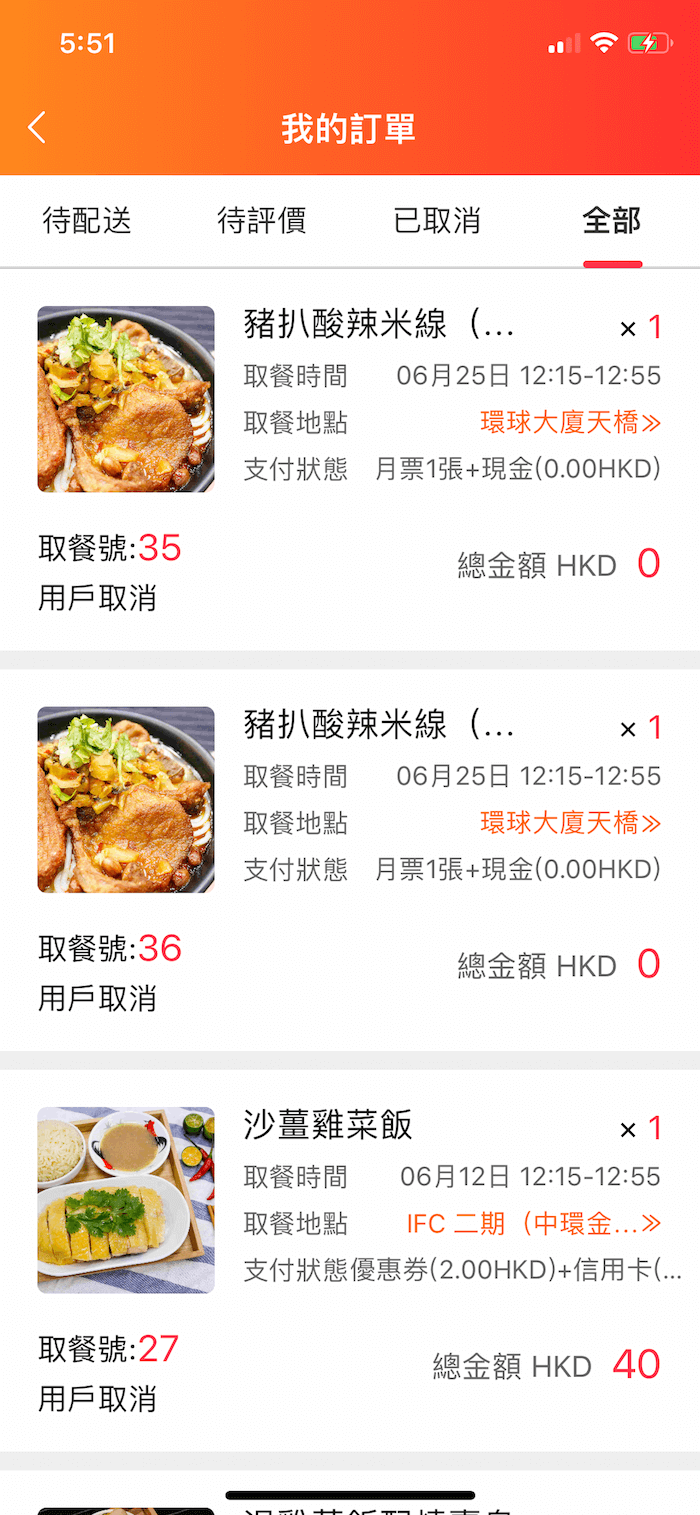 5:51
我的訂單
待配送 待評價 已取消 全部
豬扒酸辣米線（... × 1
取餐時間 06月25日 12:15-12:55
取餐地點 環球大廈天橋≫
支付狀態 月票1張+現金(0.00HKD)
取餐號:35
總金額 HKD 0
用戶取消
豬扒酸辣米線（... × 1
取餐時間 06月25日 12:15-12:55
取餐地點 環球大廈天橋≫
支付狀態 月票1張+現金(0.00HKD)
取餐號:36
總金額 HKD 0
用戶取消
沙薑雞菜飯 × 1
取餐時間 06月12日 12:15-12:55
取餐地點 IFC 二期（中環金...≫
支付狀態優惠券(2.00HKD)+信用卡(...
取餐號:27
總金額 HKD 40
用戶取消